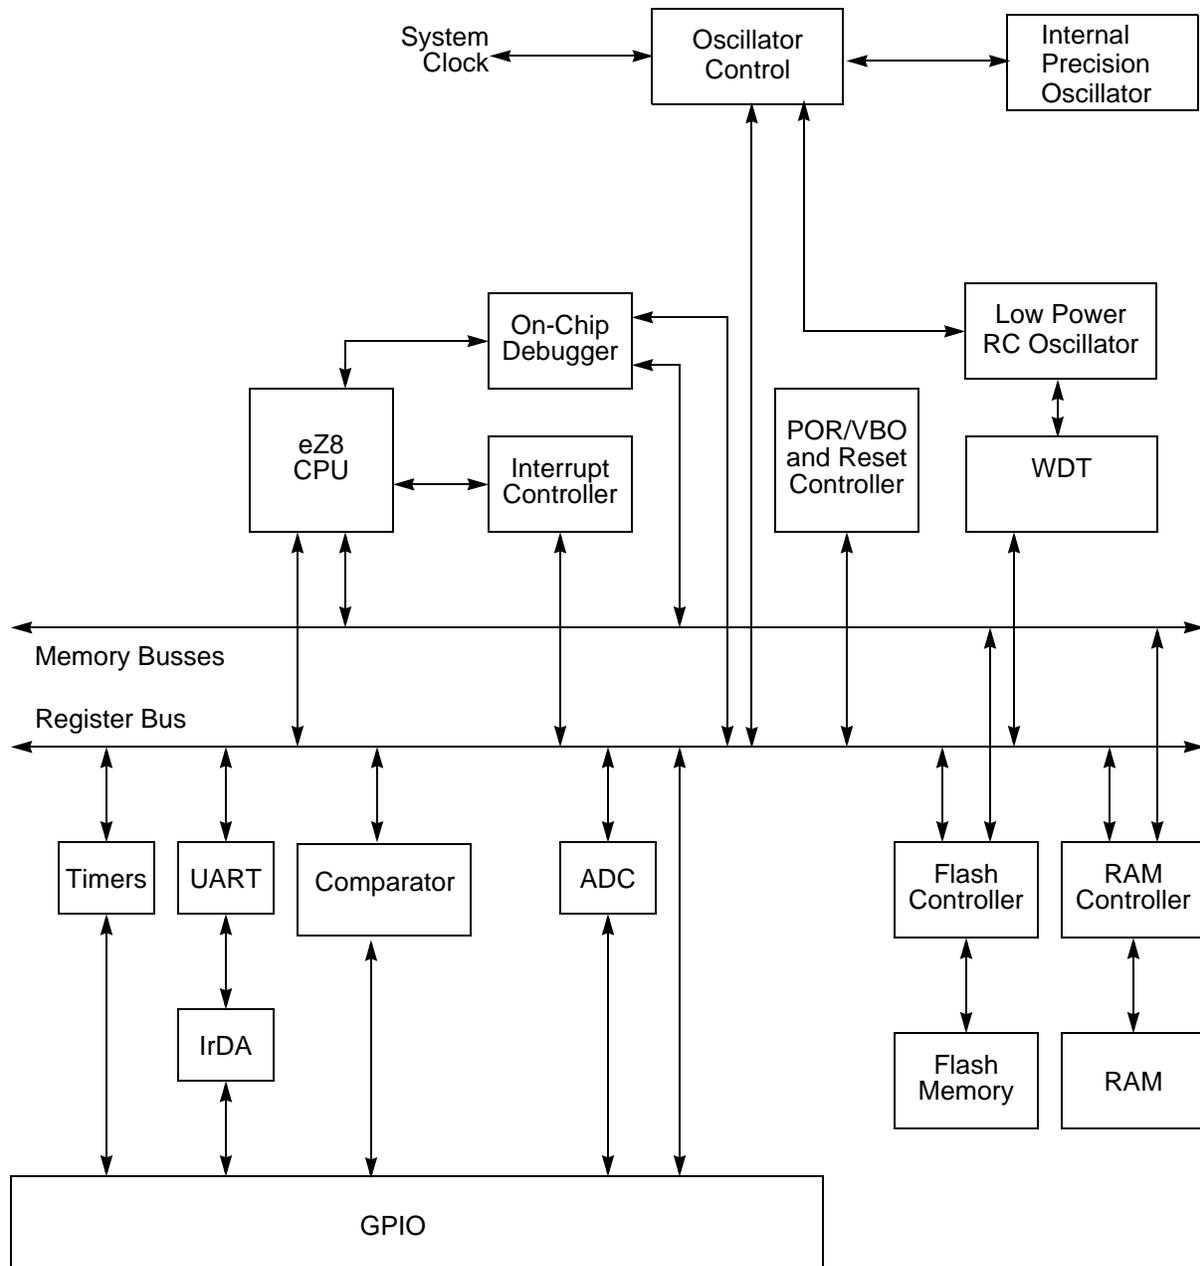 System
Clock
Oscillator
Control
Internal
Precision
Oscillator
On-Chip
Debugger
Low Power
RC Oscillator
eZ8
CPU
Interrupt
Controller
POR/VBO
and Reset
Controller
WDT
Memory Busses
Register Bus
Timers
UART
Comparator
ADC
Flash
Controller
RAM
Controller
IrDA
Flash
Memory
RAM
GPIO